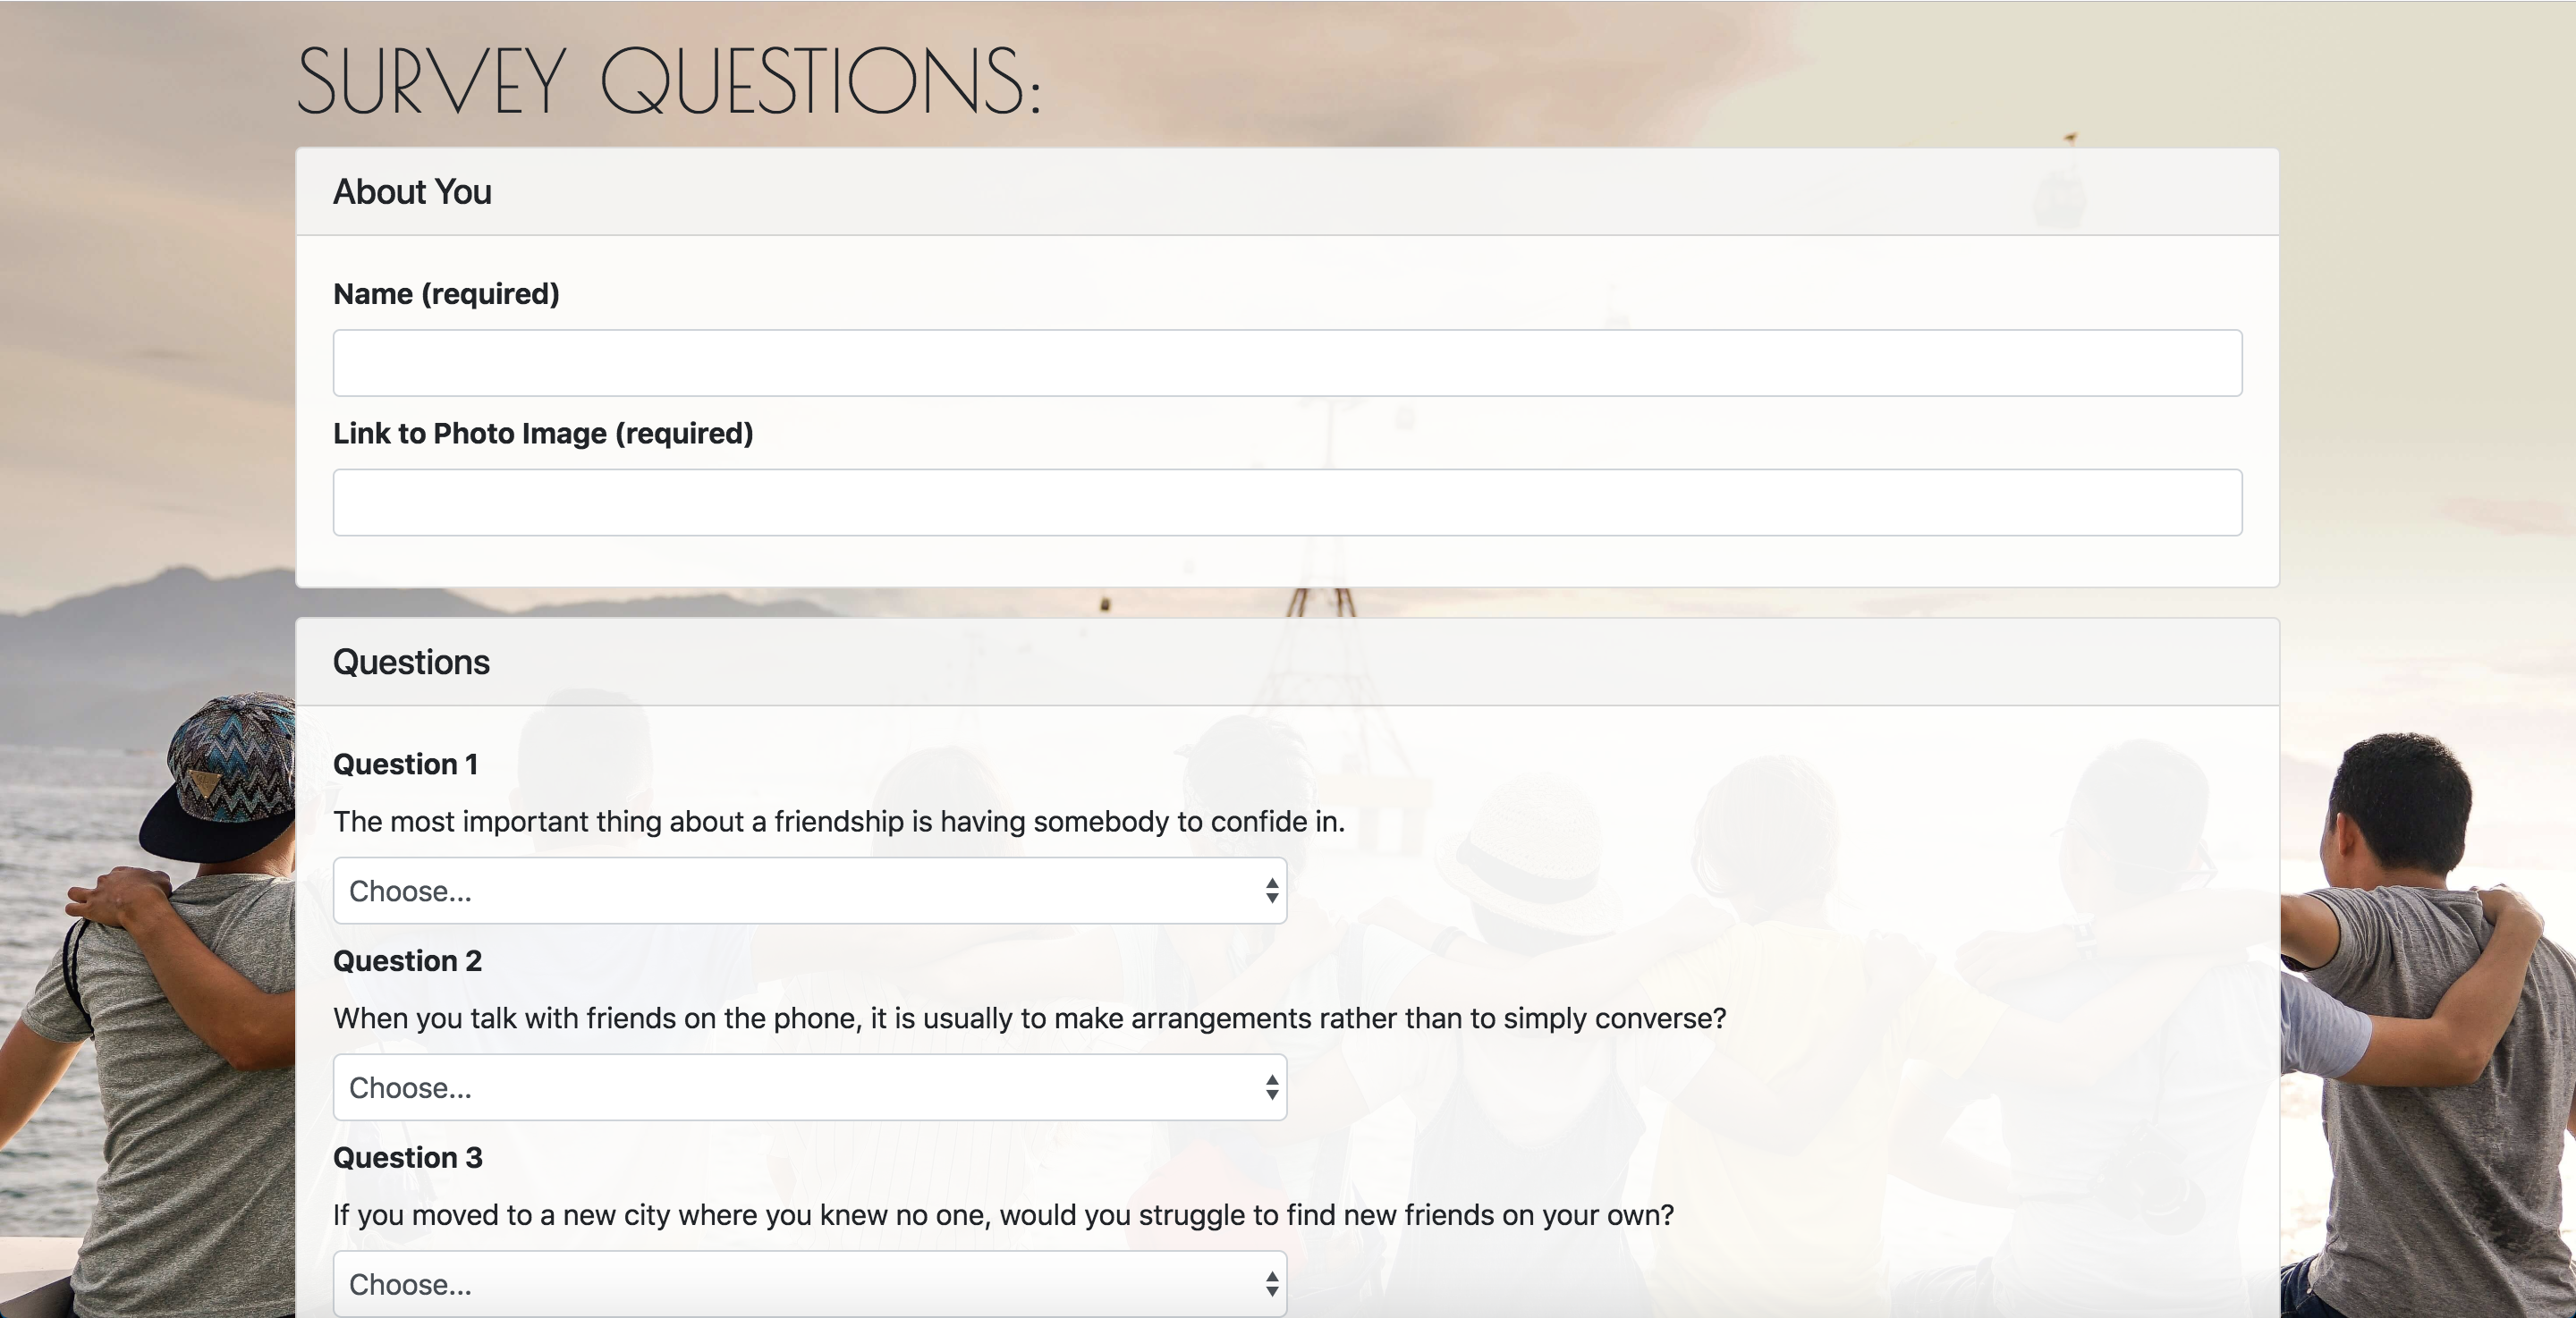 SURVEY QUESTIONS:
About You
Name (required)
Link to Photo Image (required)
Questions
Question 1
The most important thing about a friendship is having somebody to confide in.
Choose...
Question 2
When you talk with friends on the phone, it is usually to make arrangements rather than to simply converse?
Choose...
Question 3
If you moved to a new city where you knew no one, would you struggle to find new friends on your own?
Choose...